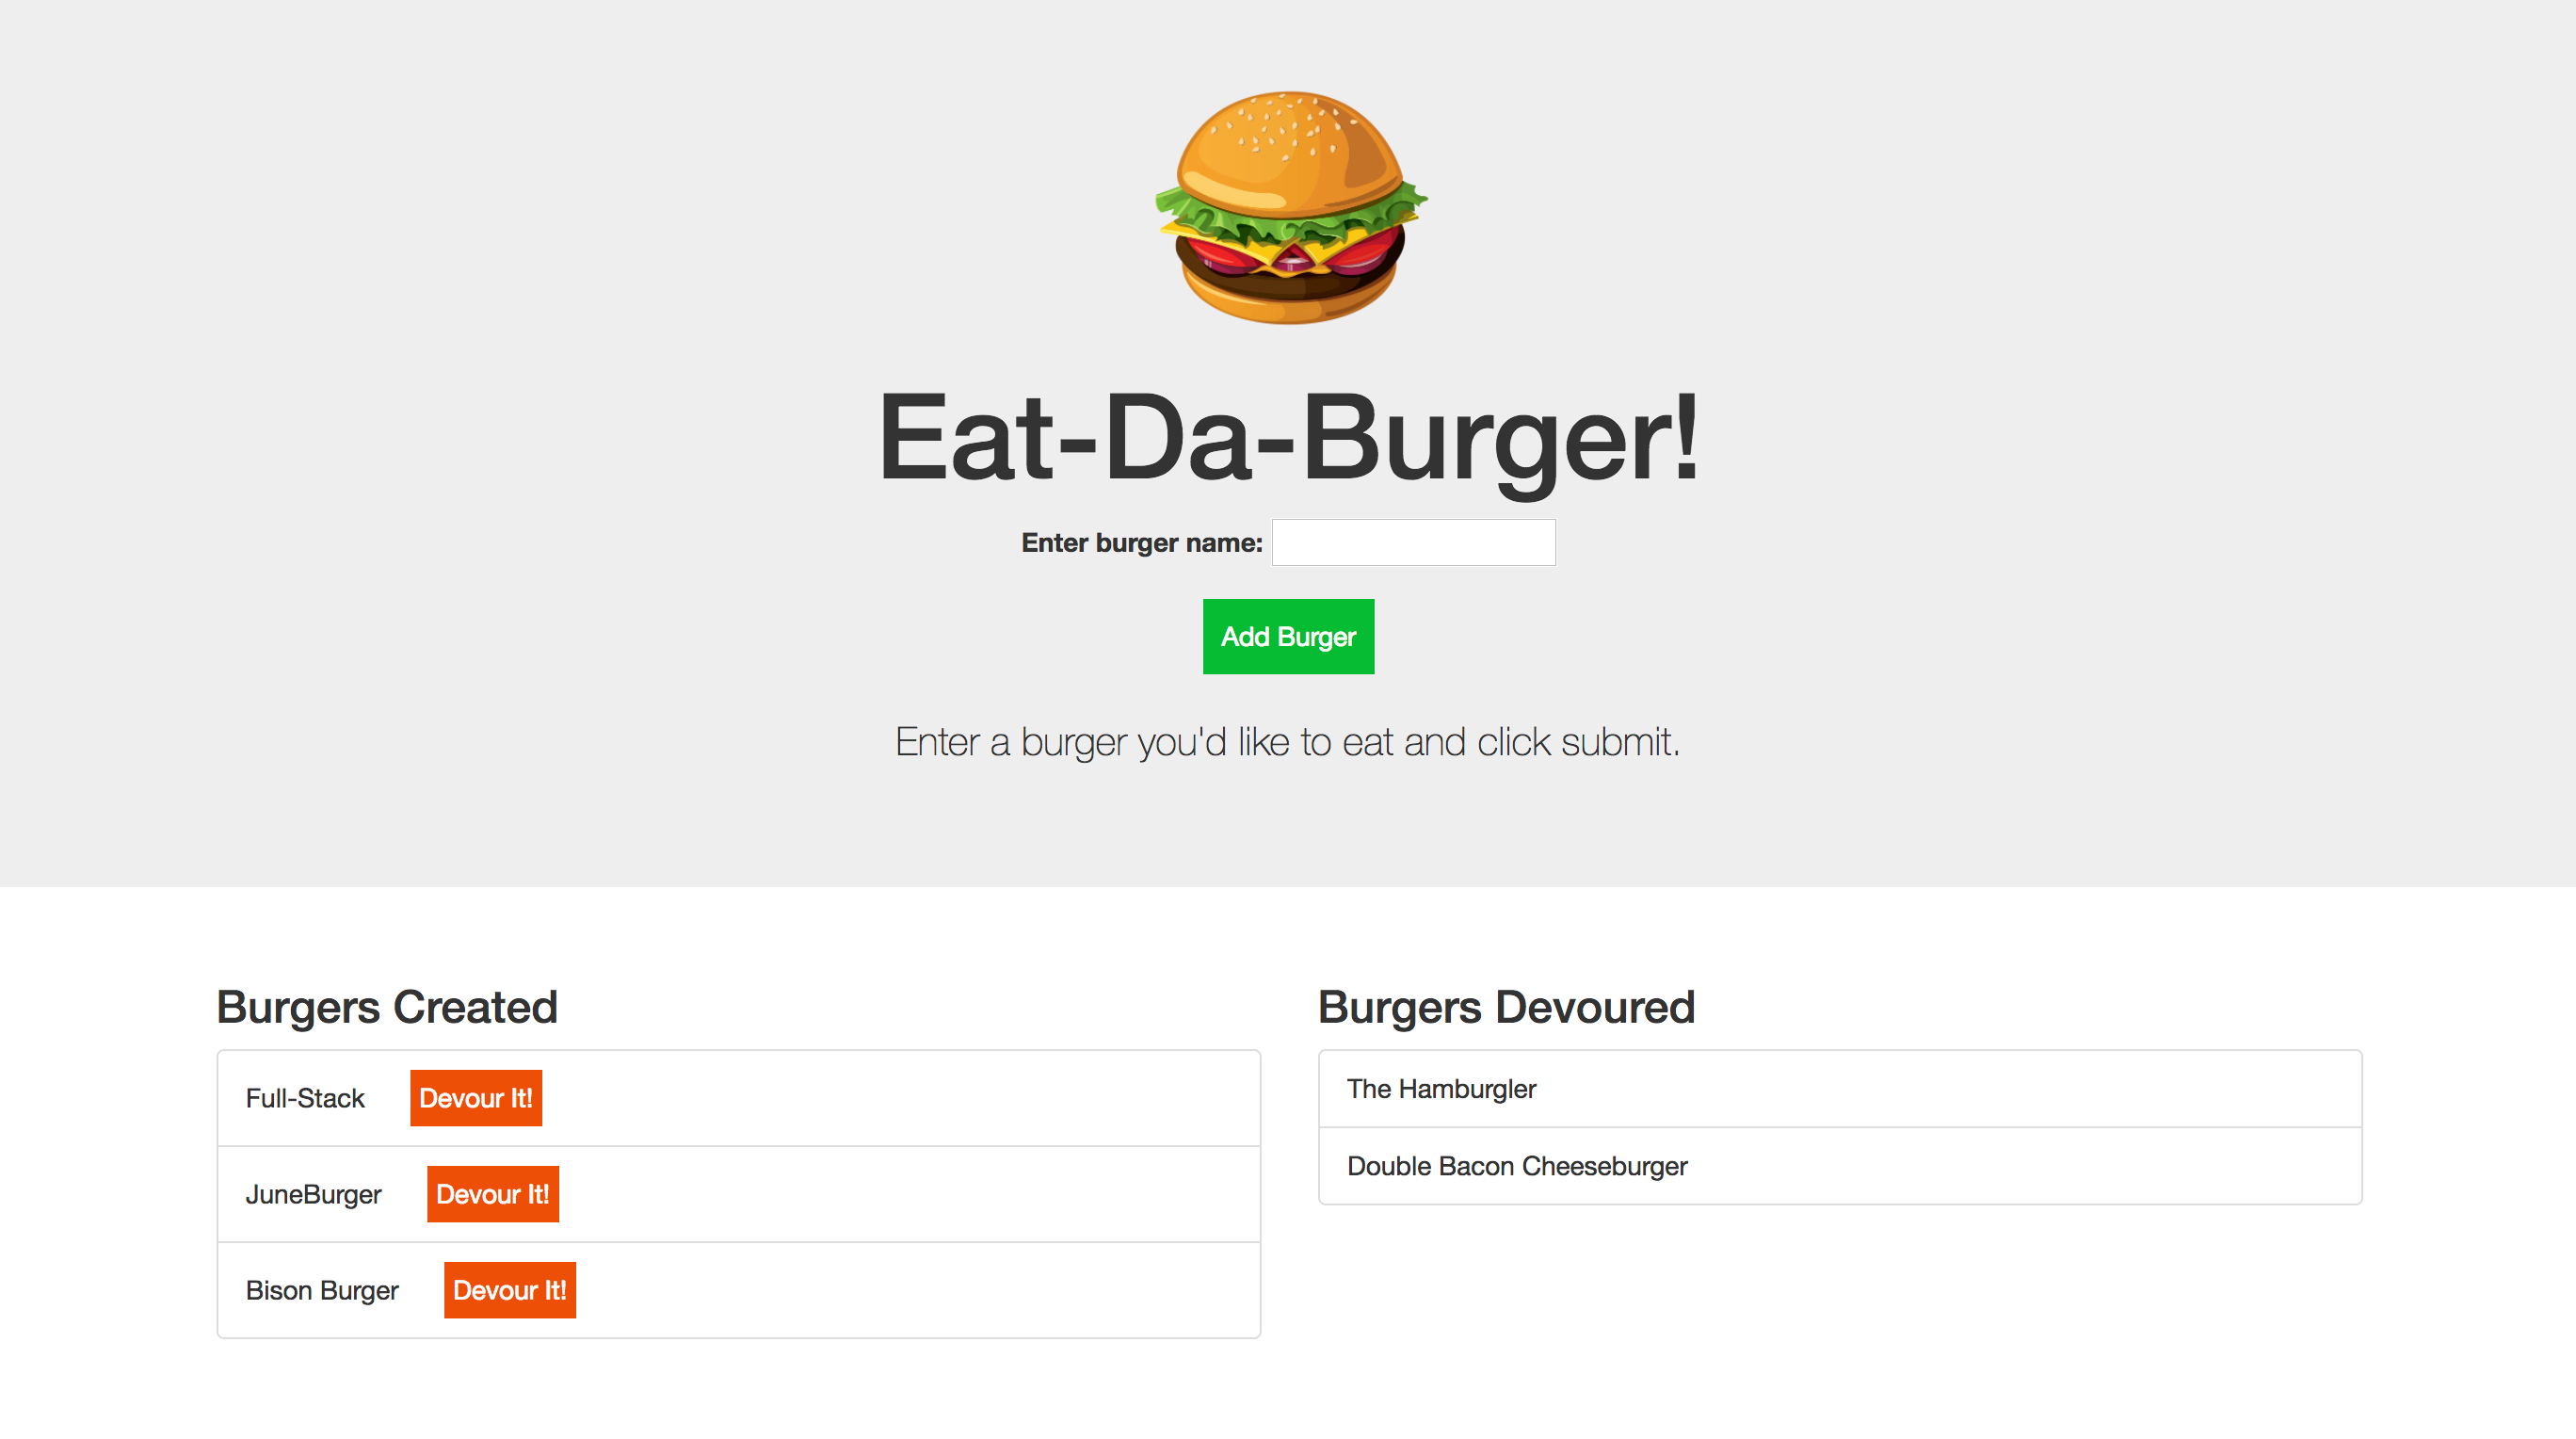 Eat-Da-Burger!
Enter burger name:
Add Burger
Enter a burger you'd like to eat and click submit.
Burgers Created
Full-Stack Devour It!
JuneBurger Devour It!
Bison Burger Devour It!
Burgers Devoured
The Hamburgler
Double Bacon Cheeseburger